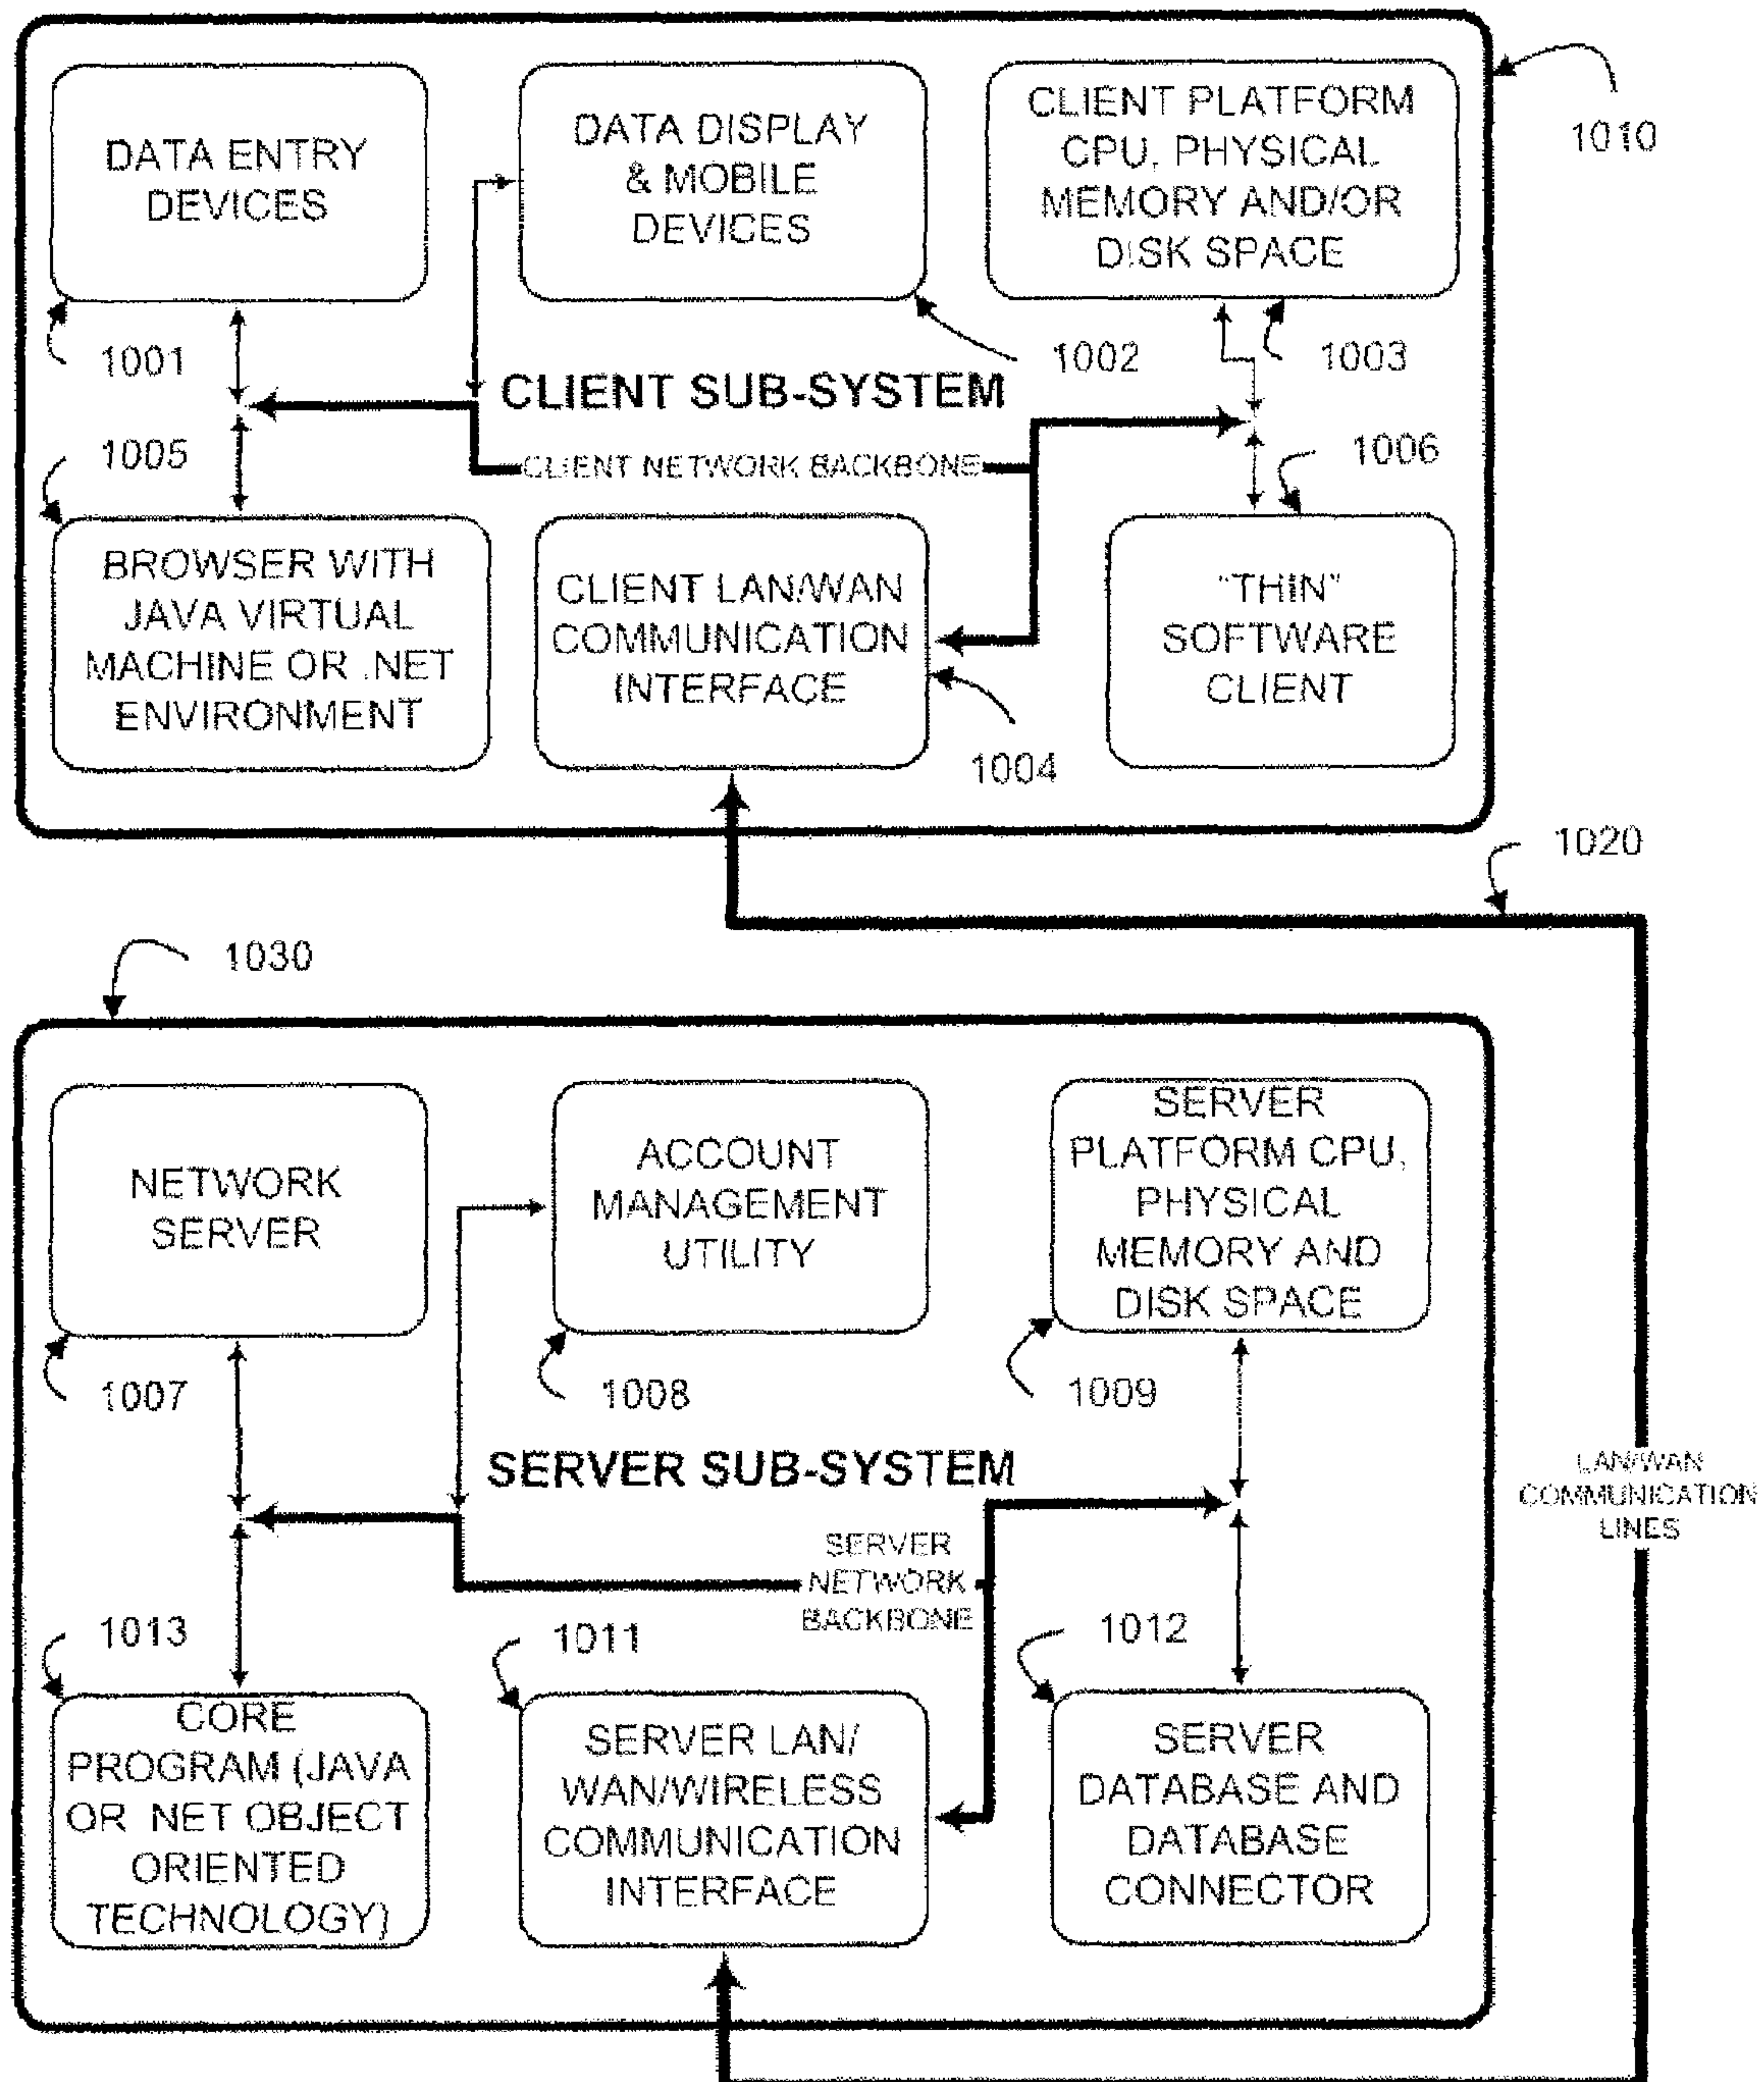 DATA ENTRY
DEVICES
DATA DISPLAY
& MOBILE
DEVICES
CLIENT PLATFORM
CPU, PHYSICAL
MEMORY AND/OR
DISK SPACE
1010
1001
1002
1003
CLIENT SUB-SYSTEM
1005
CLIENT NETWORK BACKBONE
1006
BROWSER WITH
JAVA VIRTUAL
MACHINE OR .NET
ENVIRONMENT
CLIENT LAN/WAN
COMMUNICATION
INTERFACE
"THIN"
SOFTWARE
CLIENT
1004
1020
1030
NETWORK
SERVER
ACCOUNT
MANAGEMENT
UTILITY
SERVER
PLATFORM CPU,
PHYSICAL
MEMORY AND
DISK SPACE
1007
1008
1009
SERVER SUB-SYSTEM
LAN/WAN
COMMUNICATION
LINES
SERVER
NETWORK
BACKBONE
1013
1011
1012
CORE
PROGRAM (JAVA
OR NET OBJECT
ORIENTED
TECHNOLOGY)
SERVER LAN/
WAN/WIRELESS
COMMUNICATION
INTERFACE
SERVER
DATABASE AND
DATABASE
CONNECTOR